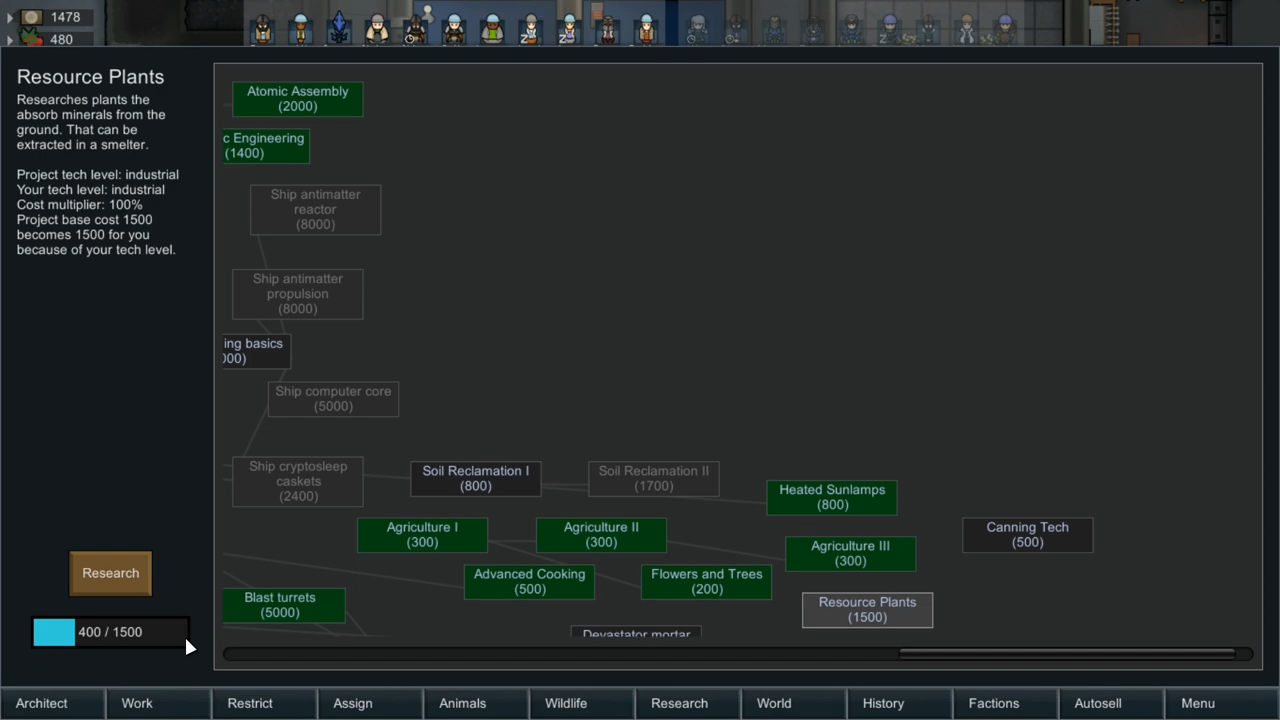 1478
480
Resource Plants
Researches plants the
absorb minerals from the
ground. That can be
extracted in a smelter.
Project tech level: industrial
Your tech level: industrial
Cost multiplier: 100%
Project base cost 1500
becomes 1500 for you
because of your tech level.
Research
400 / 1500
Atomic Assembly
(2000)
c Engineering
(1400)
Ship antimatter
reactor
(8000)
Ship antimatter
propulsion
(8000)
ing basics
00)
Ship computer core
(5000)
Ship cryptosleep
caskets
(2400)
Soil Reclamation I
(800)
Soil Reclamation II
(1700)
Heated Sunlamps
(800)
Agriculture I
(300)
Agriculture II
(300)
Agriculture III
(300)
Canning Tech
(500)
Advanced Cooking
(500)
Flowers and Trees
(200)
Blast turrets
(5000)
Resource Plants
(1500)
Devastator mortar
Architect
Work
Restrict
Assign
Animals
Wildlife
Research
World
History
Factions
Autosell
Menu